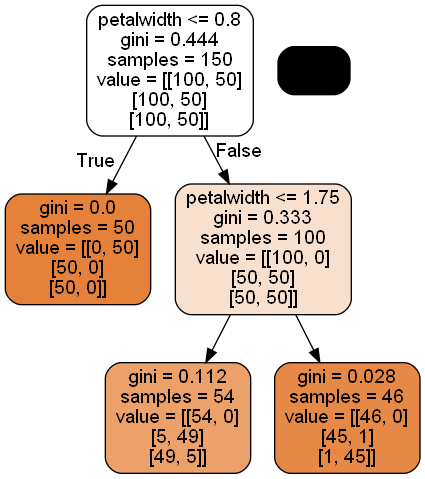 petalwidth <= 0.8
gini = 0.444
samples = 150
value = [[100, 50]
[100, 50]
[100, 50]]
True
False
gini = 0.0
samples = 50
value = [[0, 50]
[50, 0]
[50, 0]]
petalwidth <= 1.75
gini = 0.333
samples = 100
value = [[100, 0]
[50, 50]
[50, 50]]
gini = 0.112
samples = 54
value = [[54, 0]
[5, 49]
[49, 5]]
gini = 0.028
samples = 46
value = [[46, 0]
[45, 1]
[1, 45]]